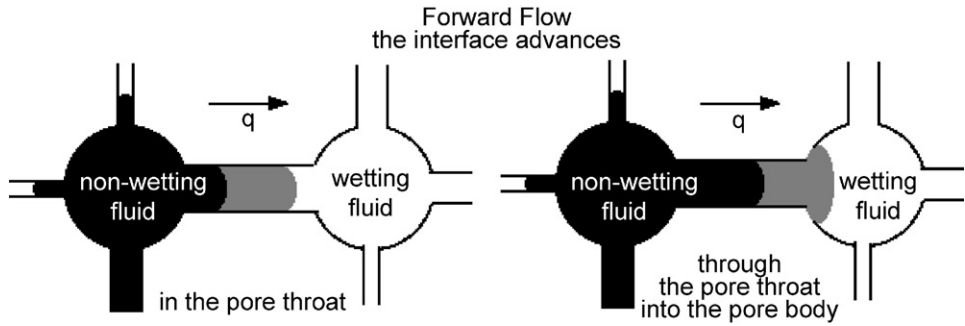 Forward Flow
the interface advances
q
non-wetting
fluid
wetting
fluid
in the pore throat
q
non-wetting
fluid
wetting
fluid
through
the pore throat
into the pore body